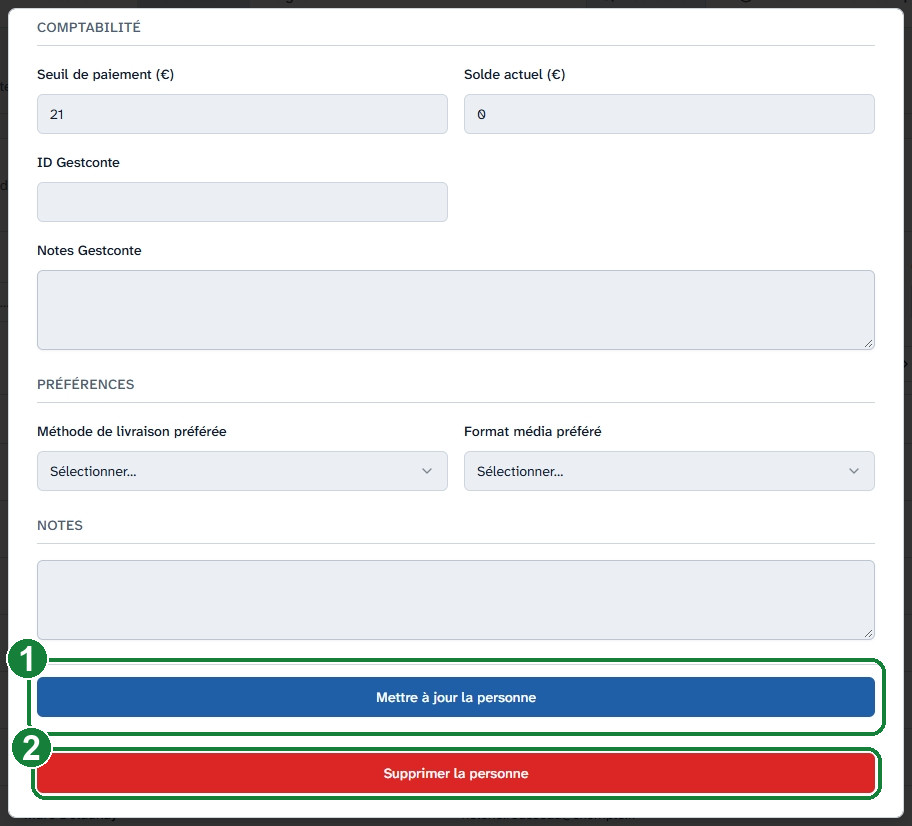 COMPTABILITÉ
Seuil de paiement (€)
Solde actuel (€)
21
0
ID Gestconte
Notes Gestconte
PRÉFÉRENCES
Méthode de livraison préférée
Format média préféré
Sélectionner...
Sélectionner...
NOTES
1
Mettre à jour la personne
2
Supprimer la personne